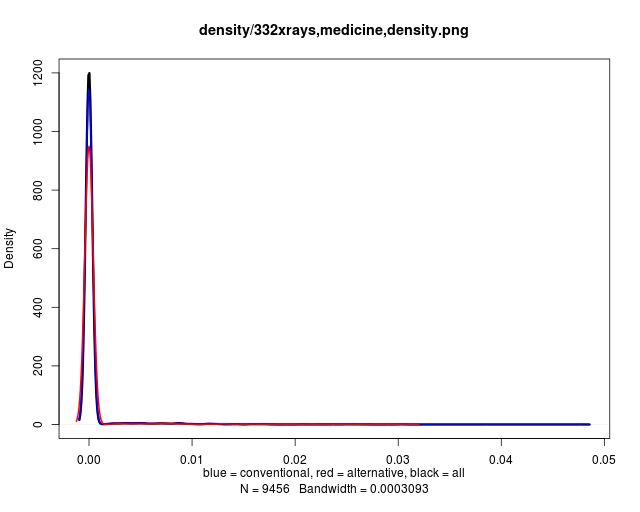 density/332xrays,medicine,density.png
1200
1000
800
600
400
200
0
Density
0.00 0.01 0.02 0.03 0.04 0.05
blue = conventional, red = alternative, black = all
N = 9456 Bandwidth = 0.0003093